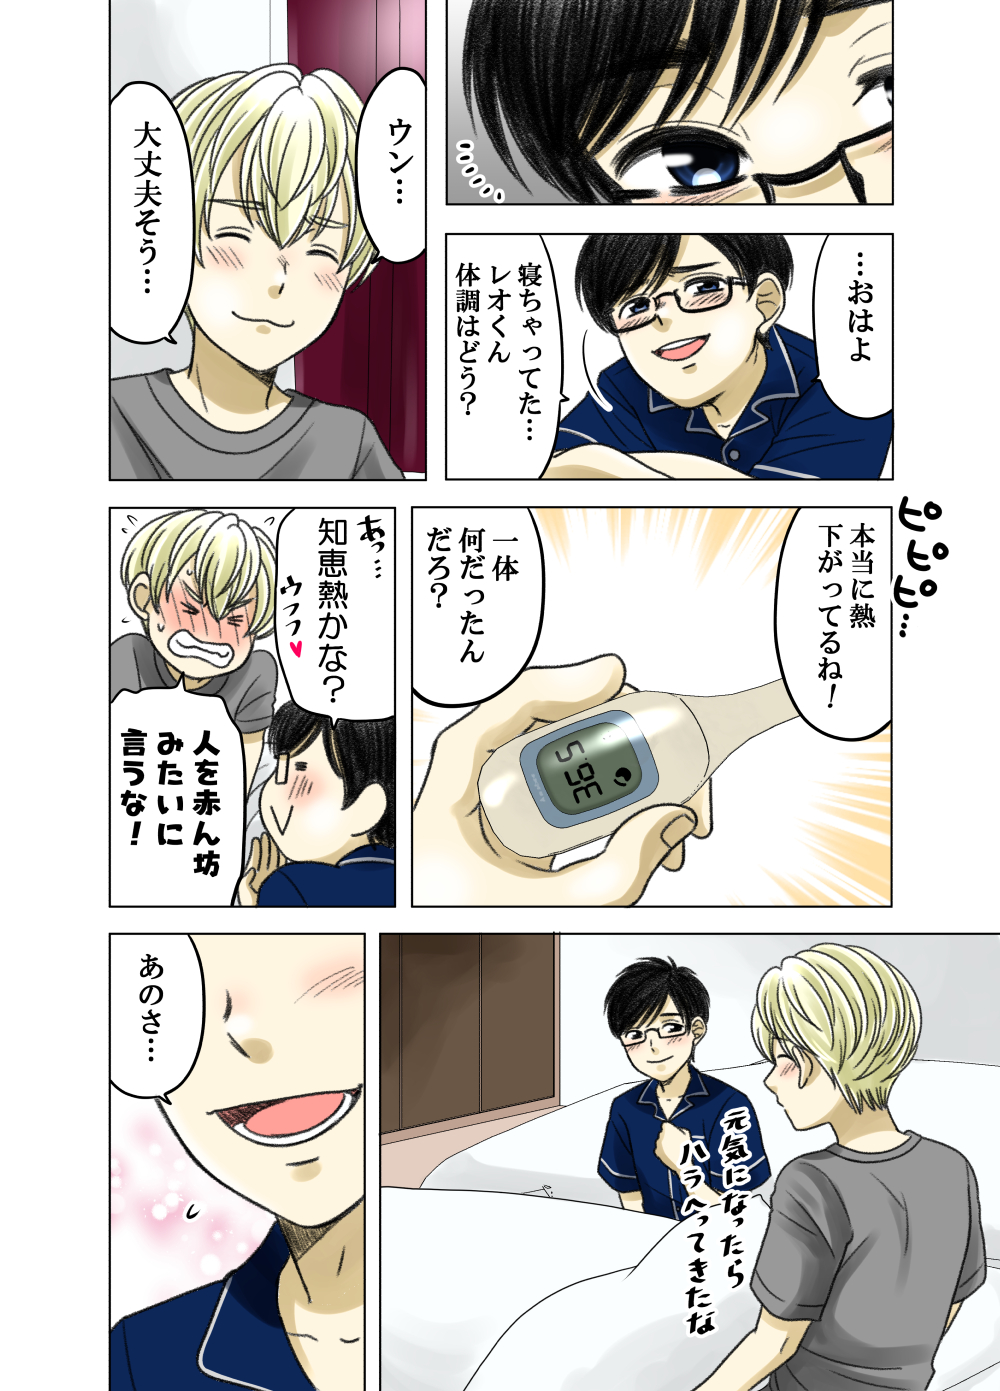 …おはよ
寝ちゃってた…
レオくん
体調はどう?
ウン…
大丈夫そう…
ピピピ…
本当に熱
下がってるね!
一体
何だったん
だろ?
36.5
あっ…
知恵熱かな?
ウフフ♥
人を赤ん坊
みたいに
言うな!
元気になったら
ハラへってきたな
あのさ…